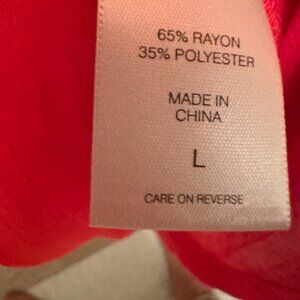 65% RAYON
35% POLYESTER
MADE IN
CHINA
L
CARE ON REVERSE